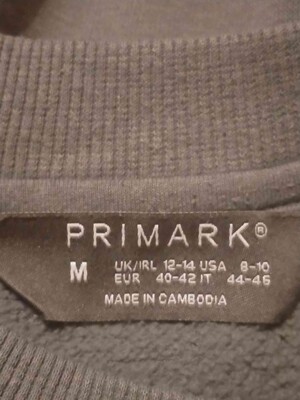 PRIMARK®
M UK/IRL 12-14 USA 8-10
EUR 40-42 IT 44-46
MADE IN CAMBODIA